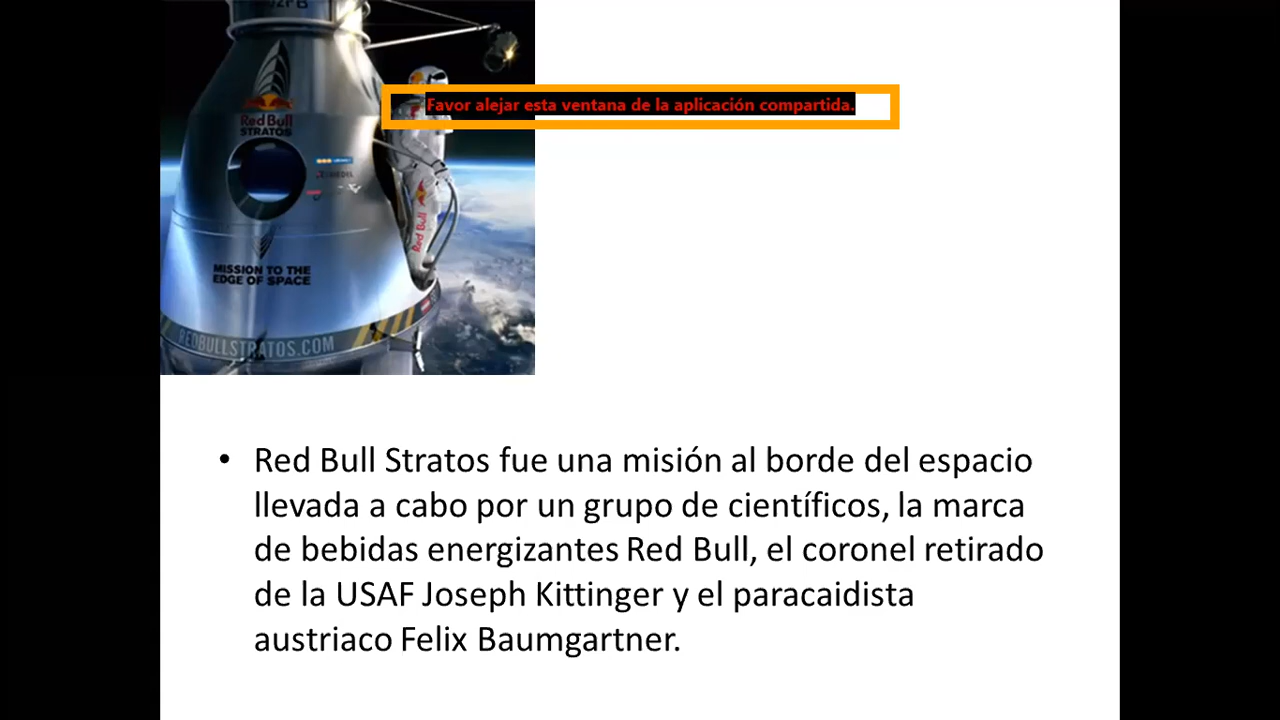 Favor alejar esta ventana de la aplicación compartida.
Red Bull
STRATOS
Red Bull
MISSION TO THE
EDGE OF SPACE
REDBULLSTRATOS.COM
• Red Bull Stratos fue una misión al borde del espacio
llevada a cabo por un grupo de científicos, la marca
de bebidas energizantes Red Bull, el coronel retirado
de la USAF Joseph Kittinger y el paracaidista
austriaco Felix Baumgartner.